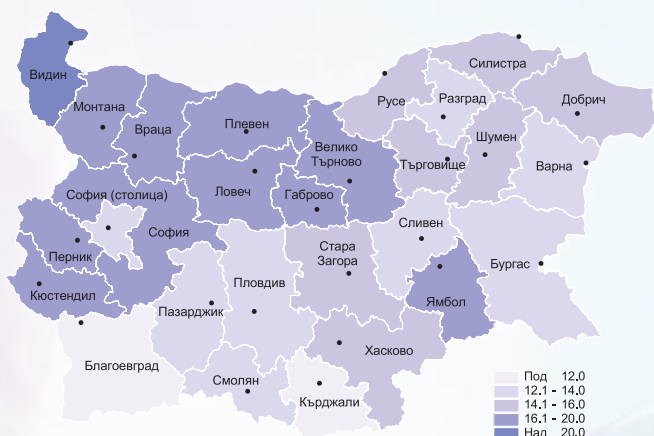 Силистра
Видин
Разград
Добрич
Русе
Монтана
Плевен
Враца
Шумен
Велико
Търново
Търговище
Варна
Ловеч
София (столица)
Габрово
Сливен
София
Стара
Загора
Перник
Бургас
Пловдив
Кюстендил
Ямбол
Пазарджик
Хасково
Благоевград
Смолян
Кърджали
Под 12.0
12.1 - 14.0
14.1 - 16.0
16.1 - 20.0
Над 20.0